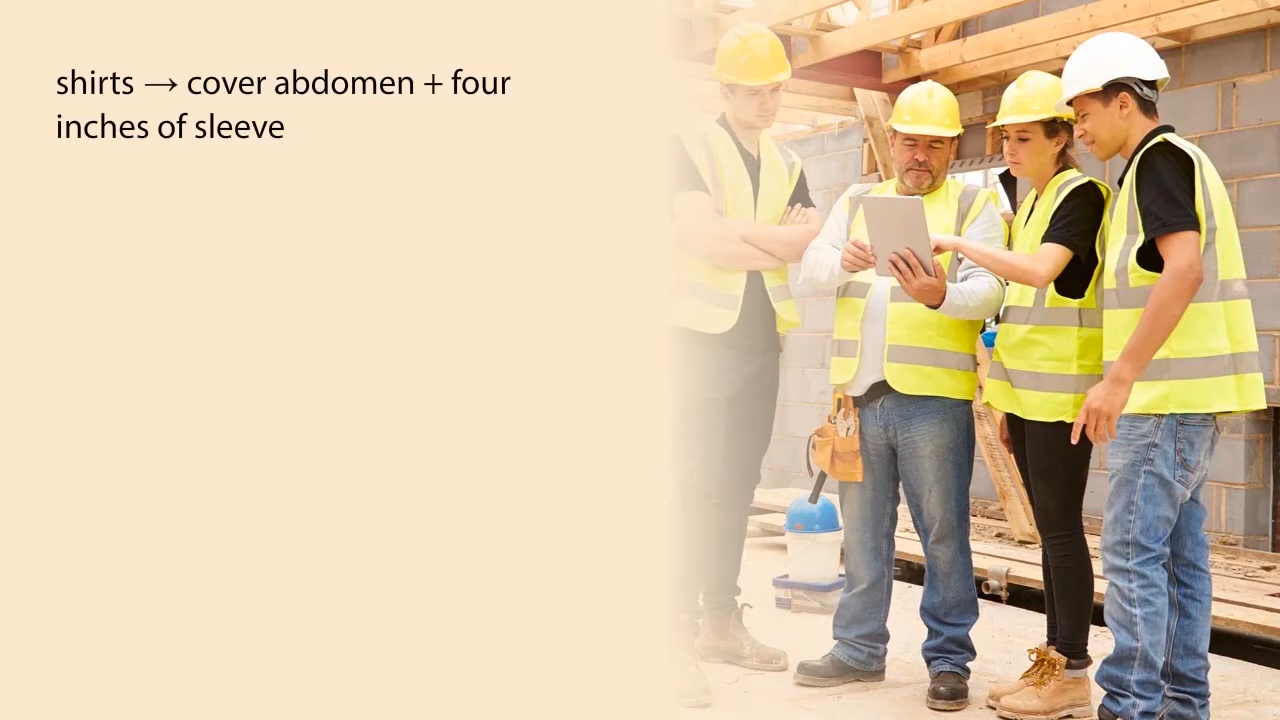 shirts → cover abdomen + four
inches of sleeve